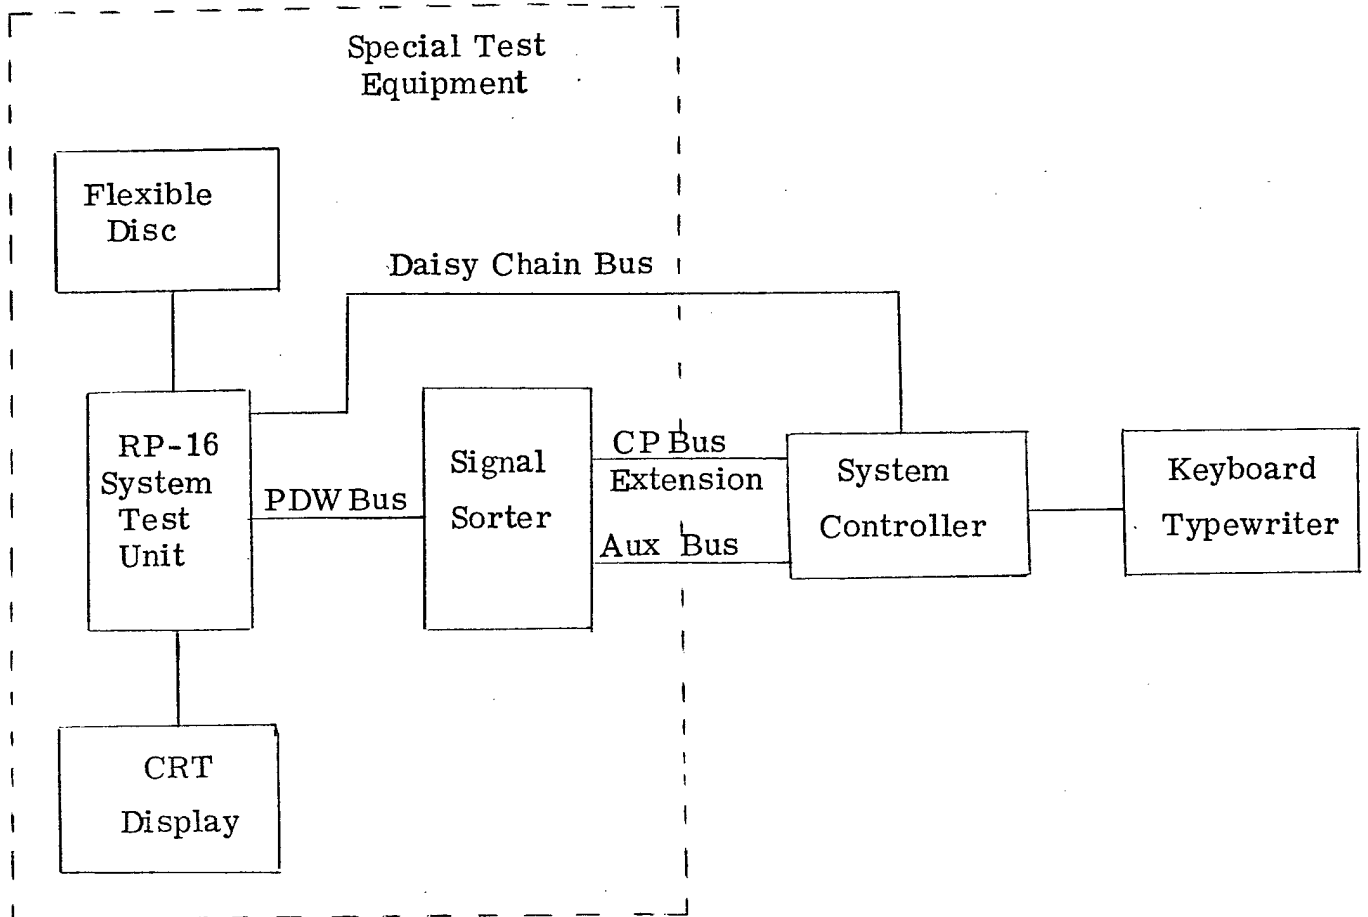 Special Test
Equipment
Flexible
Disc
Daisy Chain Bus
RP-16
System
Test
Unit
PDW Bus
Signal
Sorter
CP Bus
Extension
Aux Bus
System
Controller
Keyboard
Typewriter
CRT
Display